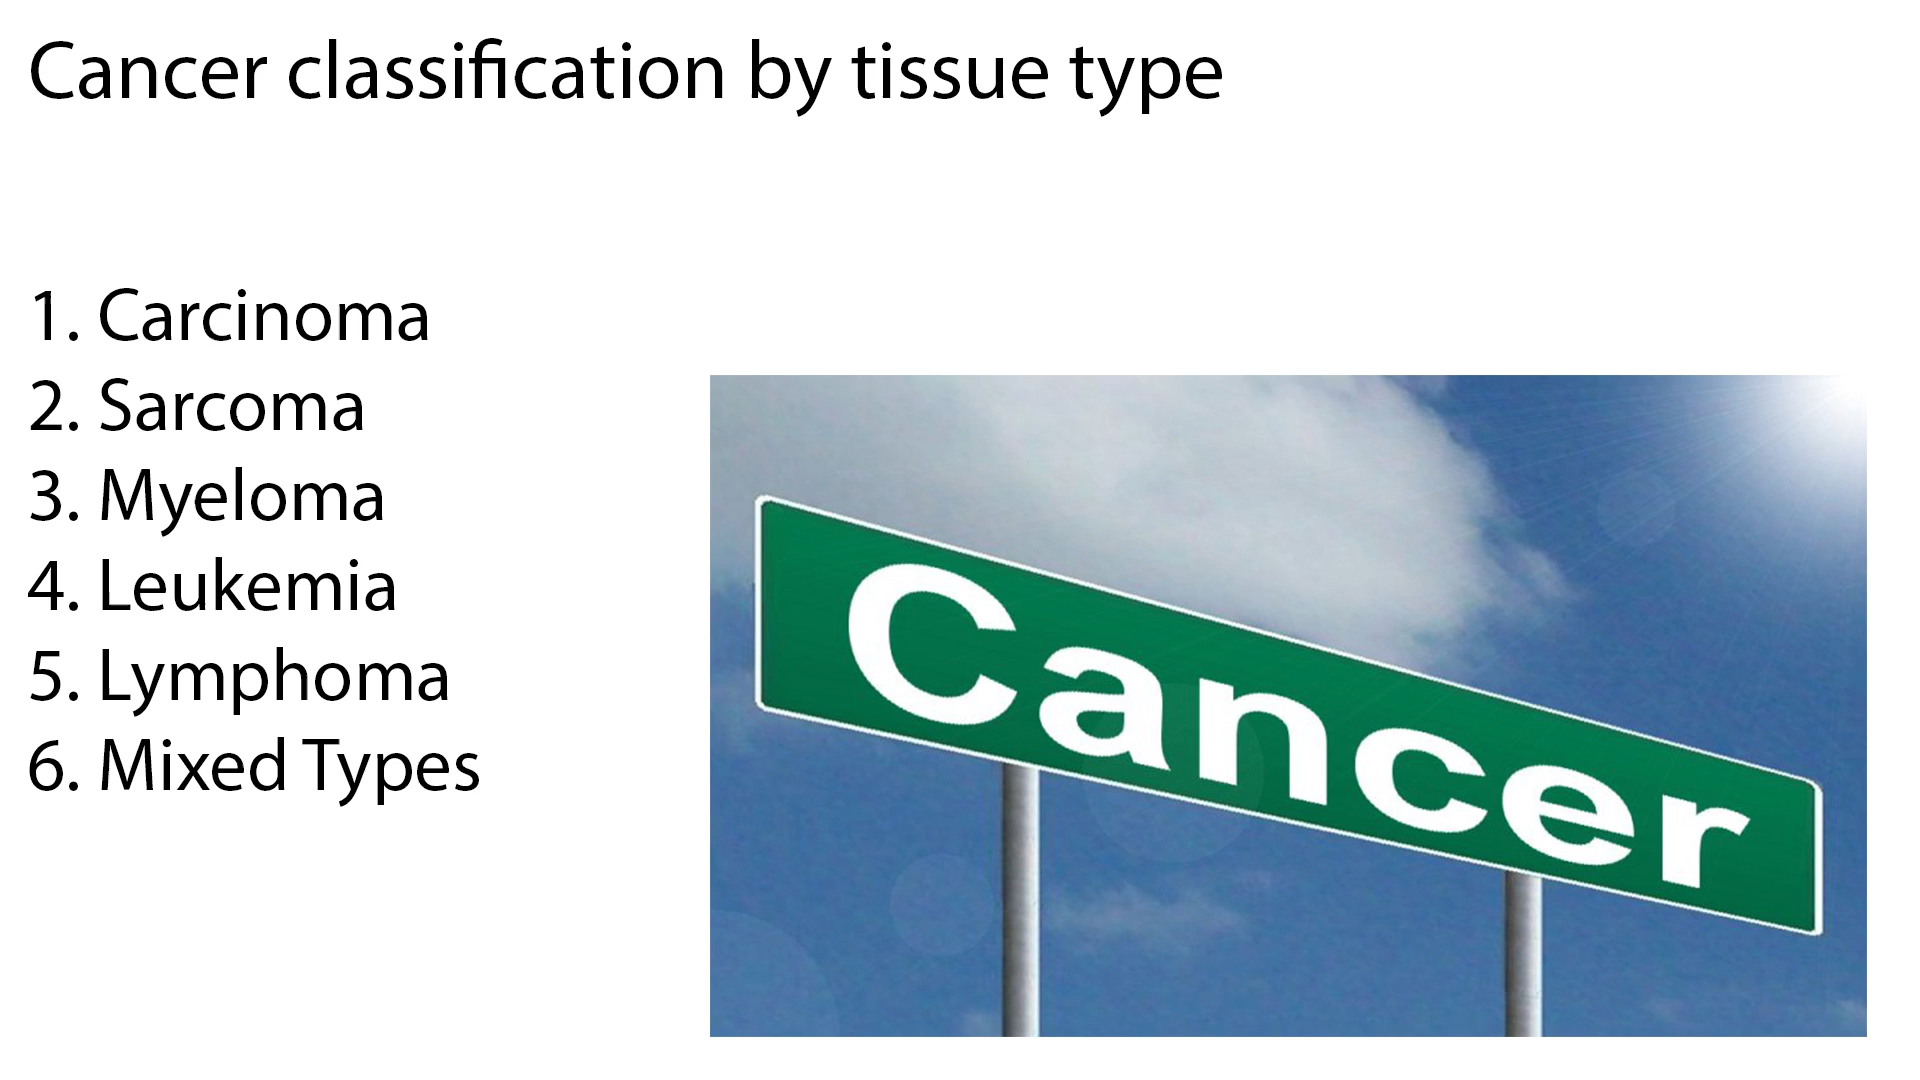 Cancer classification by tissue type
1. Carcinoma
2. Sarcoma
3. Myeloma
4. Leukemia
5. Lymphoma
6. Mixed Types
Cancer